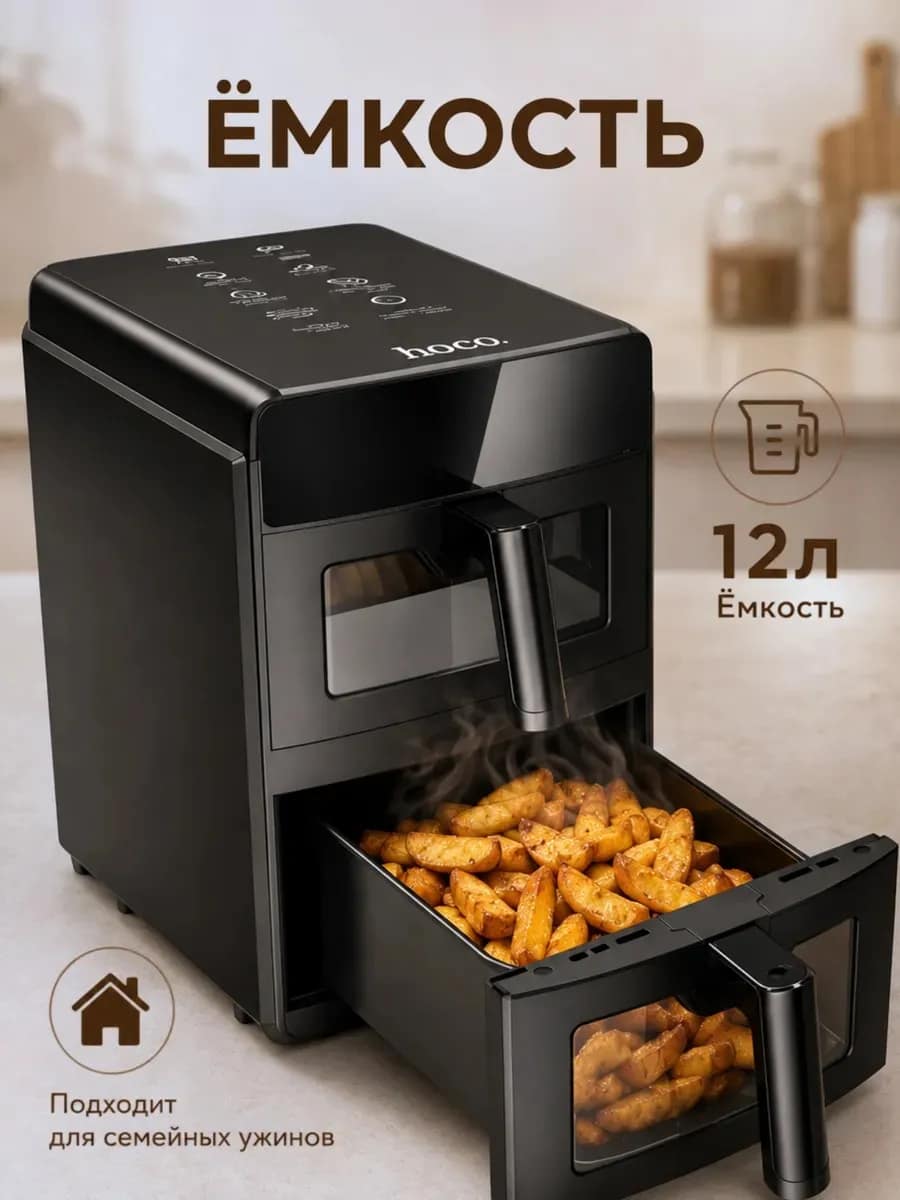 ЁМКОСТЬ
hoco.
12л
Ёмкость
Подходит
для семейных ужинов